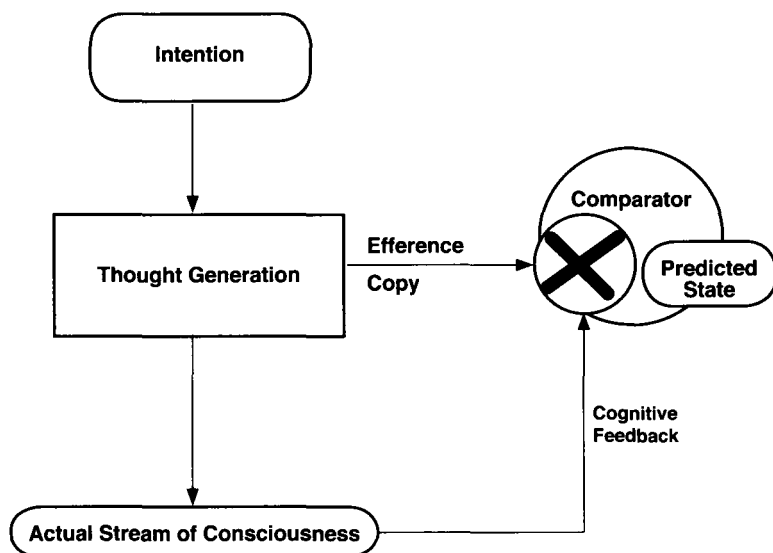 Intention
Comparator
Efference
Copy
Thought Generation
Predicted
State
Cognitive
Feedback
Actual Stream of Consciousness